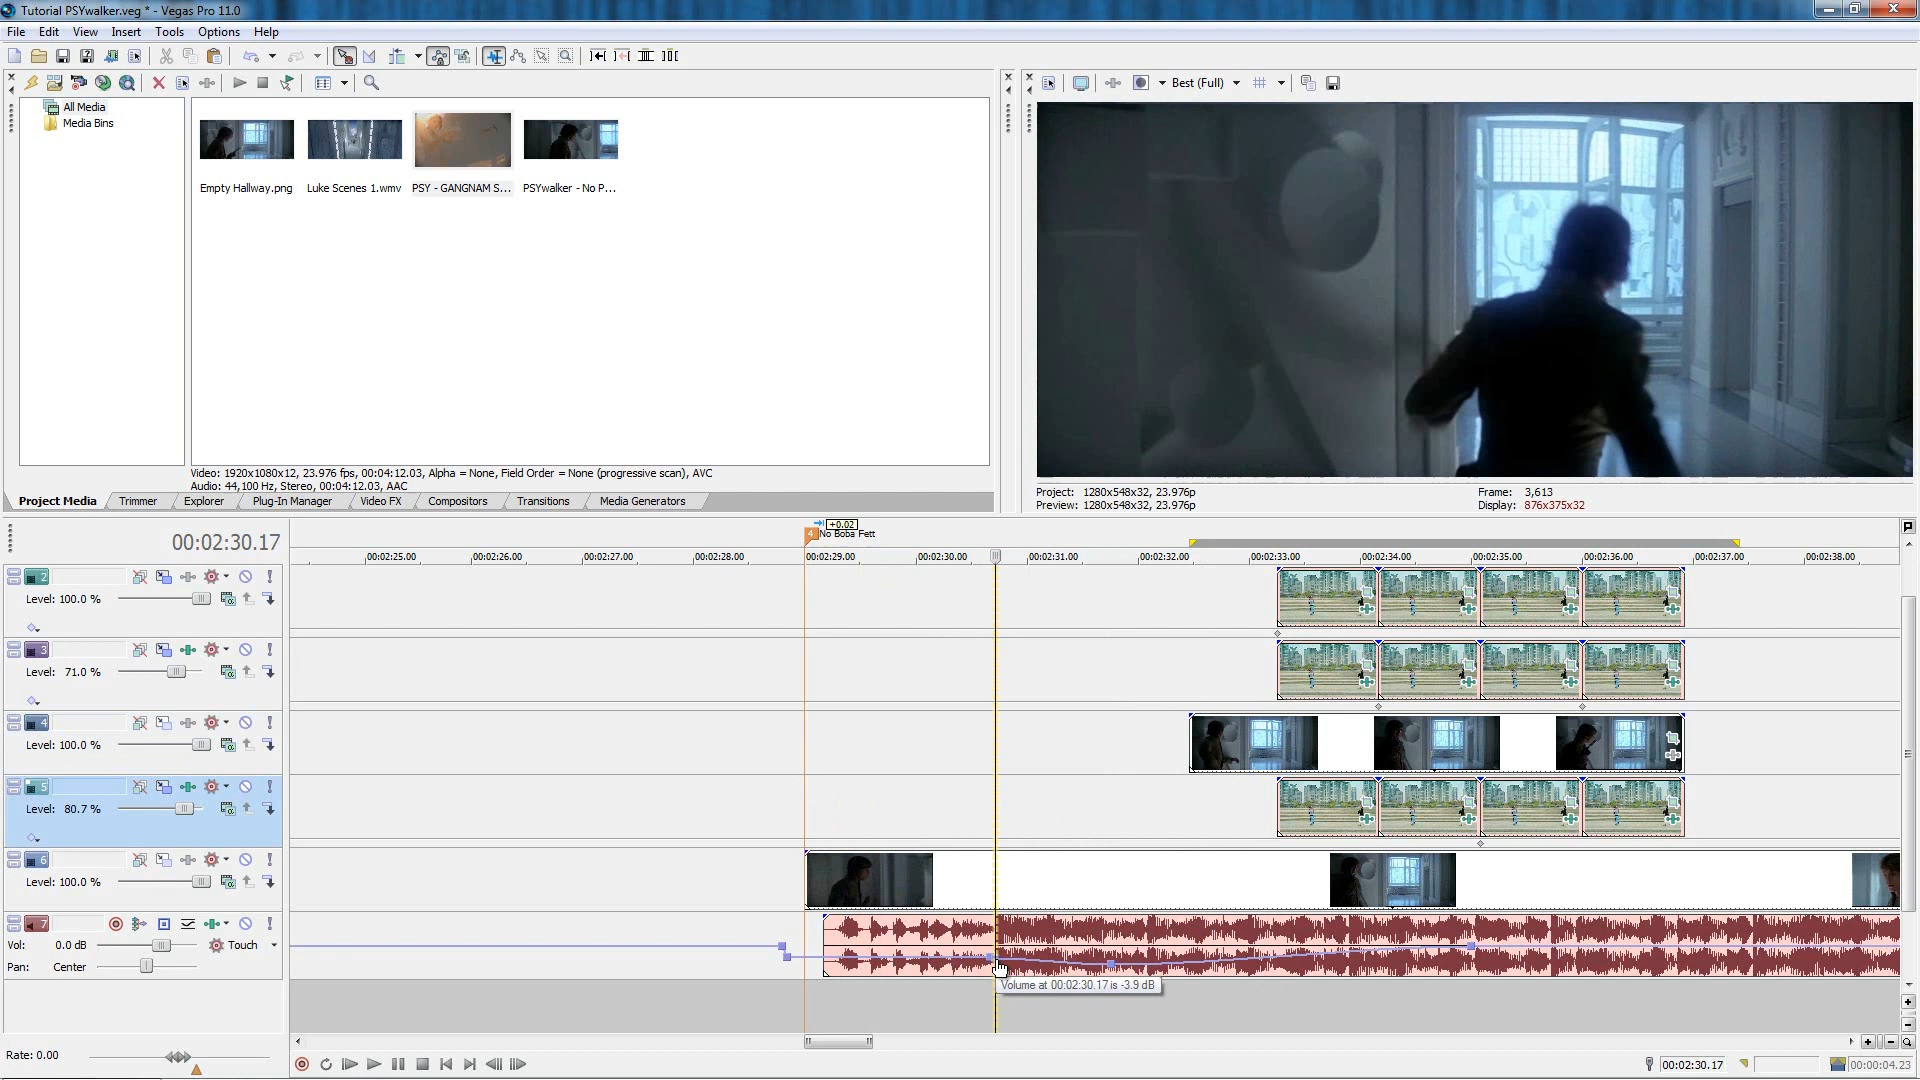 Tutorial PSYwalker.veg * - Vegas Pro 11.0
File Edit View Insert Tools Options Help
Best (Full)
All Media
Media Bins
Empty Hallway.png Luke Scenes 1.wmv PSY - GANGNAM S... PSYwalker - No P...
Video: 1920x1080x12, 23.976 fps, 00:04:12.03, Alpha = None, Field Order = None (progressive scan), AVC
Audio: 44,100 Hz, Stereo, 00:04:12.03, AAC
Project Media Trimmer Explorer Plug-In Manager Video FX Compositors Transitions Media Generators
Project: 1280x548x32, 23.976p Frame: 3,613
Preview: 1280x548x32, 23.976p Display: 876x375x32
+0.02
4 No Boba Fett
00:02:30.17
00:02:25.00 00:02:26.00 00:02:27.00 00:02:28.00 00:02:29.00 00:02:30.00 00:02:31.00 00:02:32.00 00:02:33.00 00:02:34.00 00:02:35.00 00:02:36.00 00:02:37.00 00:02:38.00
2
Level: 100.0 %
3
Level: 71.0 %
4
Level: 100.0 %
5
Level: 80.7 %
6
Level: 100.0 %
7
Vol: 0.0 dB Touch
Pan: Center
Volume at 00:02:30.17 is -3.9 dB
Rate: 0.00
00:02:30.17 00:00:04.23